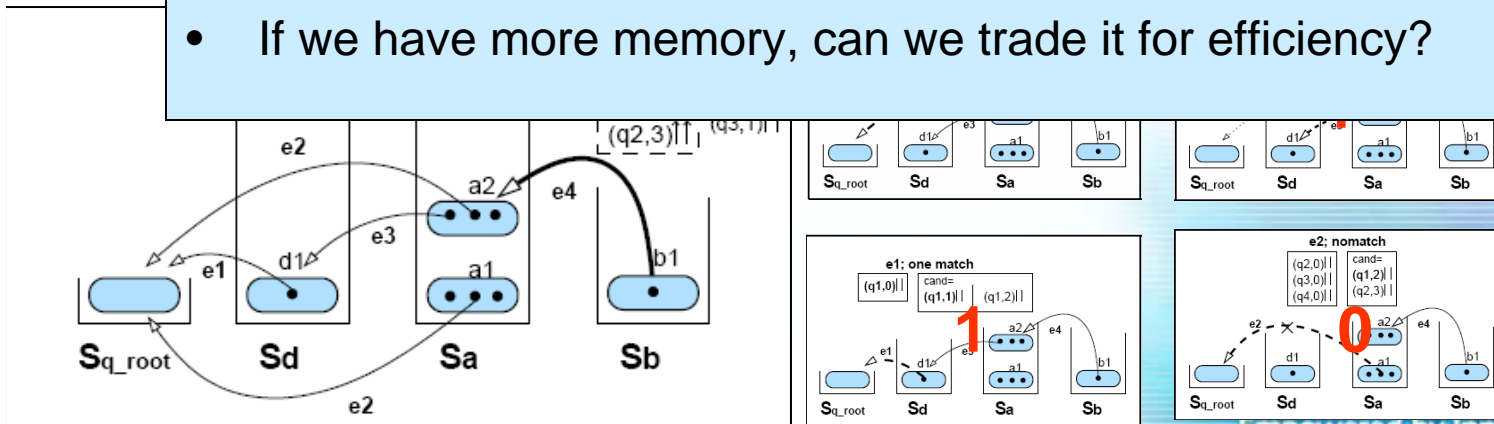 • If we have more memory, can we trade it for efficiency?
(q2,3)||
(q3,1)||
e2
a2
e4
e3
e1
d1
a1
b1
Sq_root Sd Sa Sb
e2
d1 e3 a1 b1
Sq_root Sd Sa Sb
d1 a1 b1
Sq_root Sd Sa Sb
e1; one match
(q1,0)||
cand=
(q1,1)|| (q1,2)||
1
a2 e4
e1 d1 e3 a1 b1
Sq_root Sd Sa Sb
e2; nomatch
(q2,0)|| cand=
(q3,0)|| (q1,2)||
(q4,0)|| (q2,3)||
0
e2 a2 e4
d1 a1 b1
Sq_root Sd Sa Sb